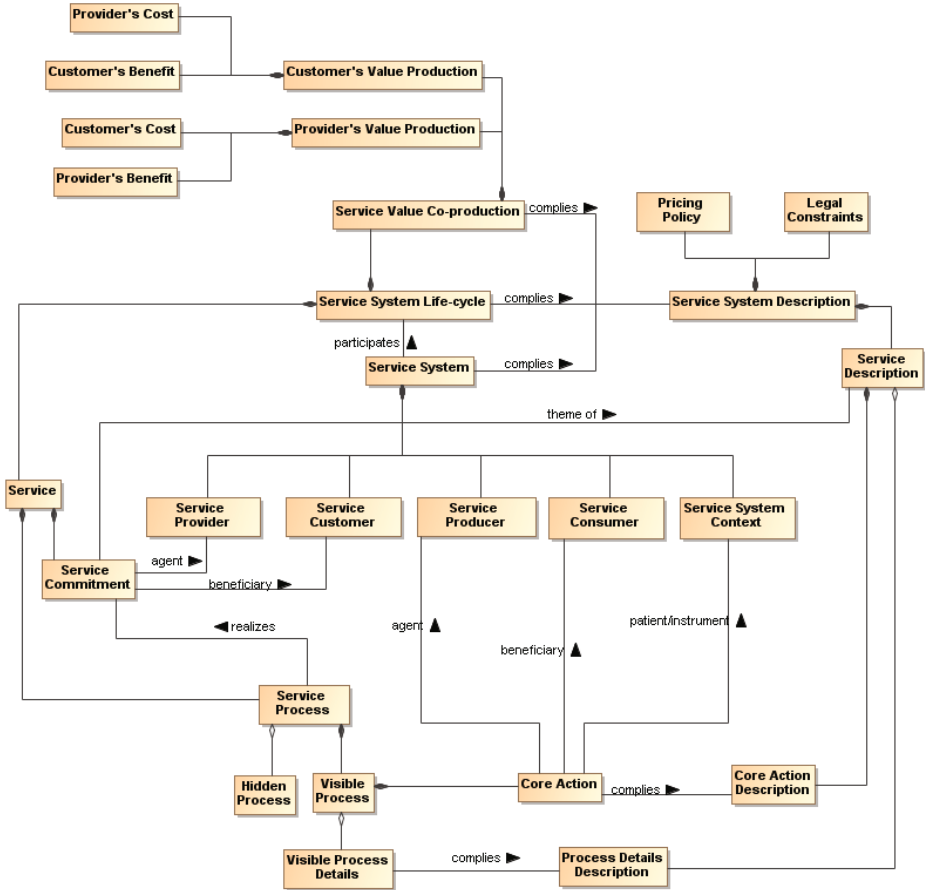 Provider's Cost
Customer's Benefit
Customer's Value Production
Customer's Cost
Provider's Value Production
Provider's Benefit
Service Value Co-production
complies
Pricing
Policy
Legal
Constraints
Service System Life-cycle
complies
Service System Description
participates
Service System
complies
Service
Description
theme of
Service
Service
Provider
Service
Customer
Service
Producer
Service
Consumer
Service System
Context
Service
Commitment
agent
beneficiary
realizes
agent
beneficiary
patient/instrument
Service
Process
Hidden
Process
Visible
Process
Core Action
complies
Core Action
Description
Visible Process
Details
complies
Process Details
Description